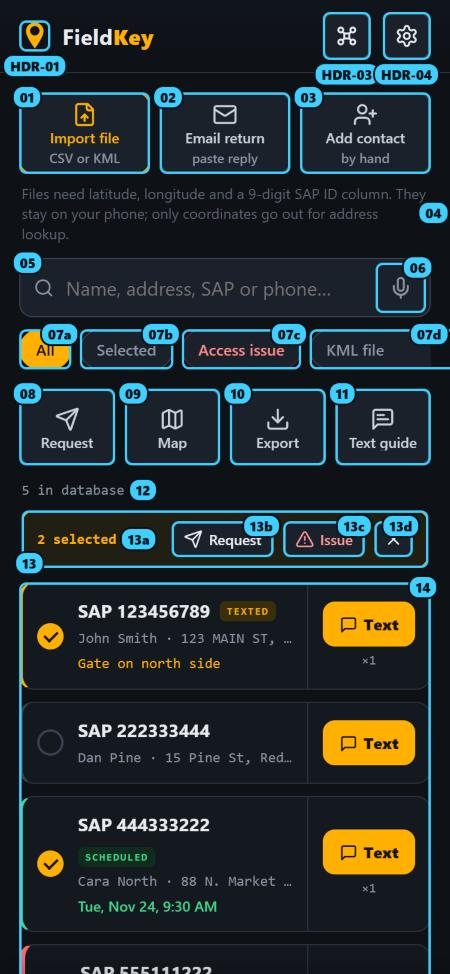 FieldKey
HDR-01
HDR-03 HDR-04
01 02 03
Import file Email return Add contact
CSV or KML paste reply by hand
Files need latitude, longitude and a 9-digit SAP ID column. They
stay on your phone; only coordinates go out for address 04
lookup.
05 06
Name, address, SAP or phone...
07a 07b 07c 07d
All Selected Access issue KML file
08 09 10 11
Request Map Export Text guide
5 in database 12
13b 13c 13d
2 selected 13a Request Issue
13
14
SAP 123456789 TEXTED Text
John Smith · 123 MAIN ST, …
×1
Gate on north side
SAP 222333444
Text
Dan Pine · 15 Pine St, Red…
SAP 444333222
Text
SCHEDULED
Cara North · 88 N. Market …
×1
Tue, Nov 24, 9:30 AM
SAP 555111222